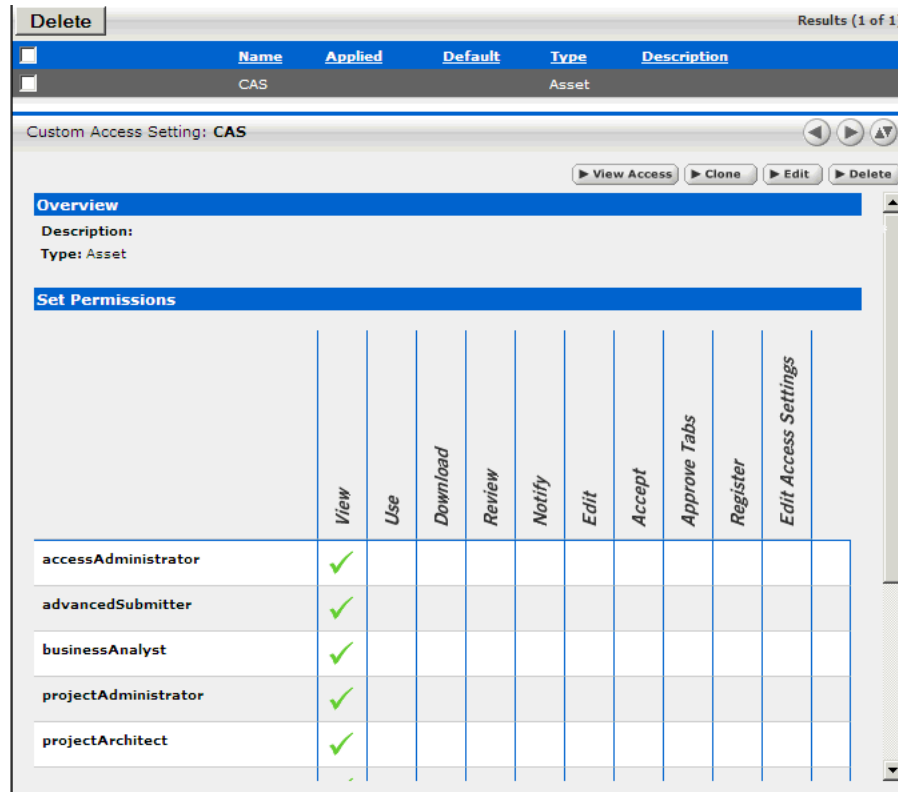 Delete
Results (1 of 1)
Name Applied Default Type Description
CAS Asset
Custom Access Setting: CAS
View Access Clone Edit Delete
Overview
Description:
Type: Asset
Set Permissions
View Use Download Review Notify Edit Accept Approve Tabs Register Edit Access Settings
accessAdministrator
advancedSubmitter
businessAnalyst
projectAdministrator
projectArchitect